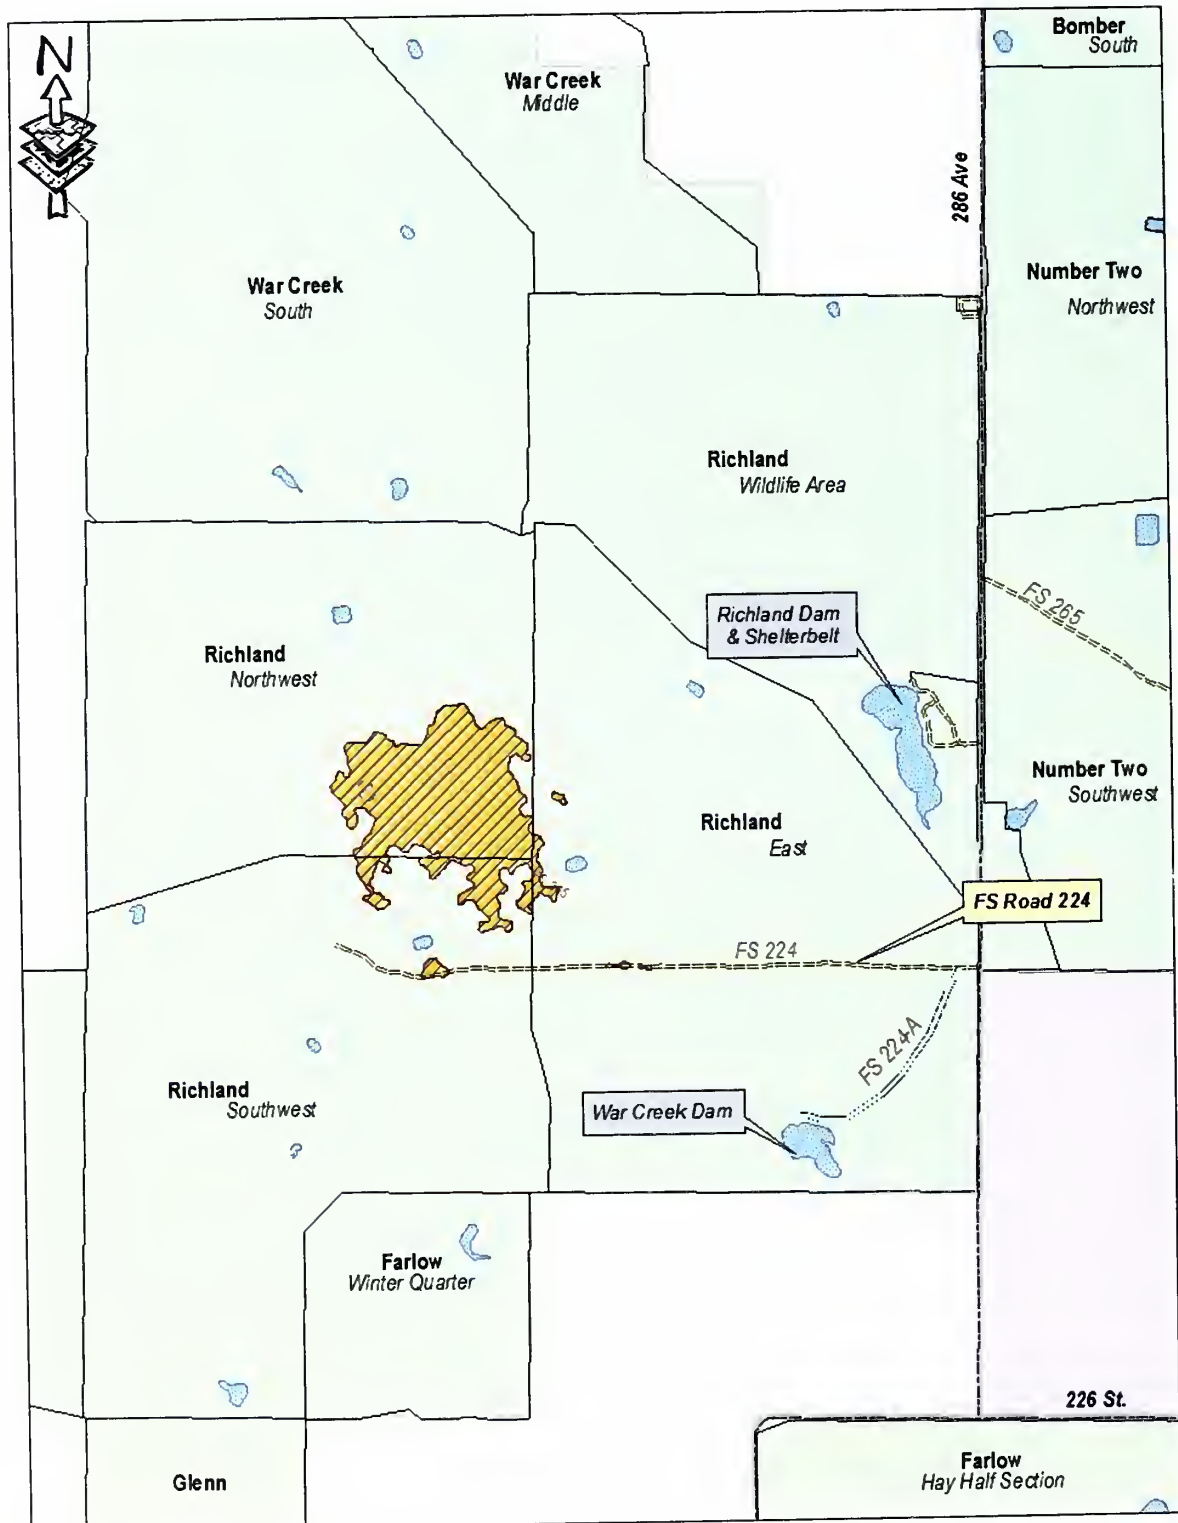 N
Bomber
South
War Creek
Middle
286 Ave
War Creek
South
Number Two
Northwest
Richland
Wildlife Area
FS 265
Richland Dam
& Shelterbelt
Richland
Northwest
Number Two
Southwest
Richland
East
FS Road 224
FS 224
FS 224-A
Richland
Southwest
War Creek Dam
Farlow
Winter Quarter
226 St.
Glenn
Farlow
Hay Half Section